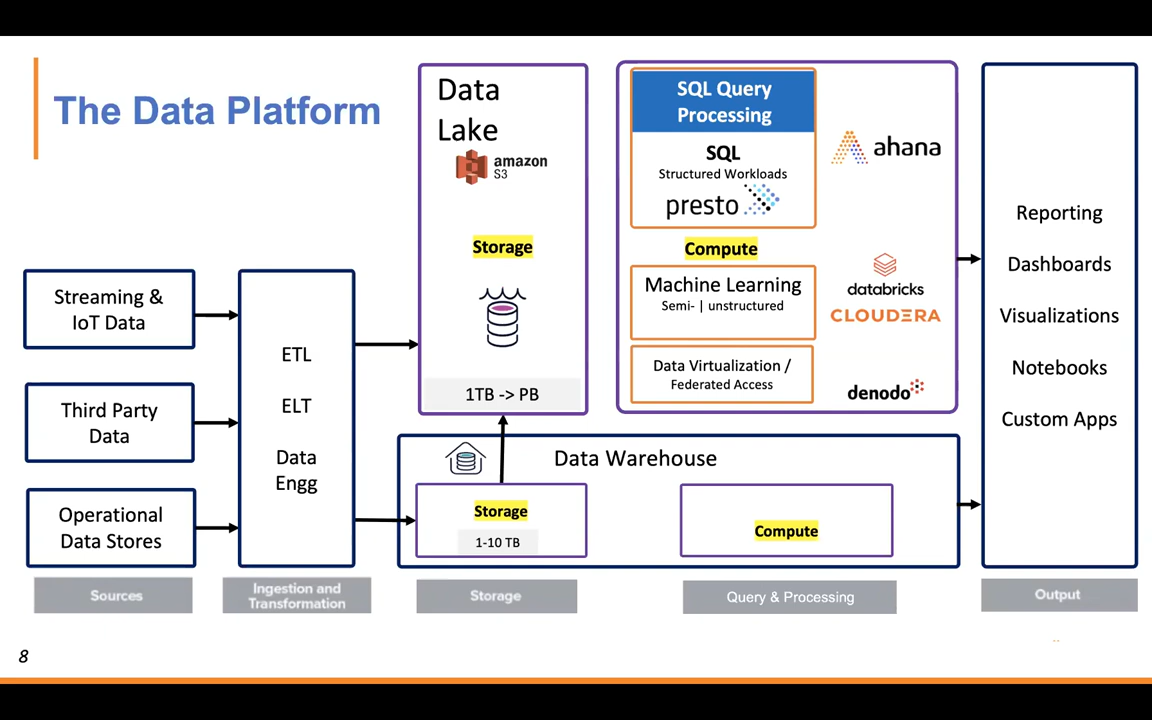 The Data Platform
Streaming &
IoT Data
Third Party
Data
Operational
Data Stores
Sources
ETL
ELT
Data
Engg
Ingestion and
Transformation
Data
Lake
amazon
S3
Storage
1TB -> PB
Data Warehouse
Storage
1-10 TB
Compute
Storage
SQL Query
Processing
SQL
Structured Workloads
presto
ahana
Compute
Machine Learning
Semi- | unstructured
databricks
CLOUDERA
Data Virtualization /
Federated Access
denodo
Query & Processing
Reporting
Dashboards
Visualizations
Notebooks
Custom Apps
Output
8